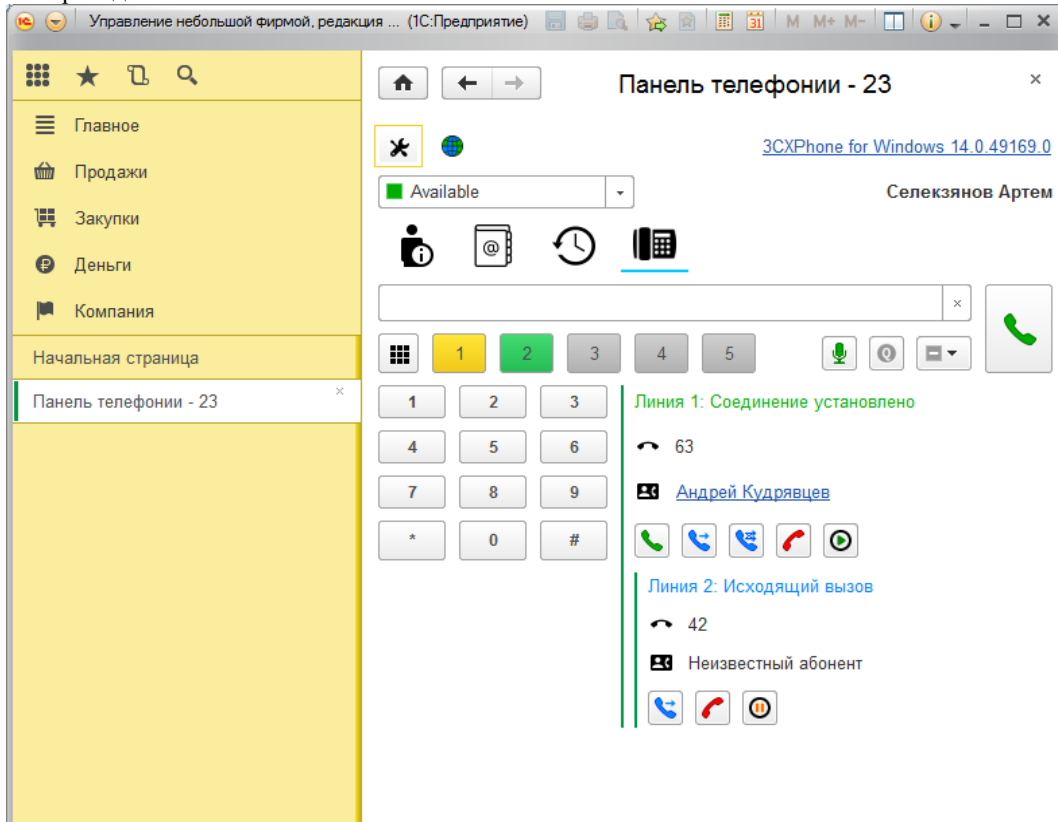 Управление небольшой фирмой, редакция ... (1С:Предприятие)
31 M M+ M-
Панель телефонии - 23
Главное
3CXPhone for Windows 14.0.49169.0
Продажи
Available
Селекзянов Артем
Закупки
Деньги
Компания
Начальная страница
1 2 3 4 5 Q
Панель телефонии - 23
1 2 3
Линия 1: Соединение установлено
4 5 6
63
7 8 9
Андрей Кудрявцев
* 0 #
Линия 2: Исходящий вызов
42
Неизвестный абонент